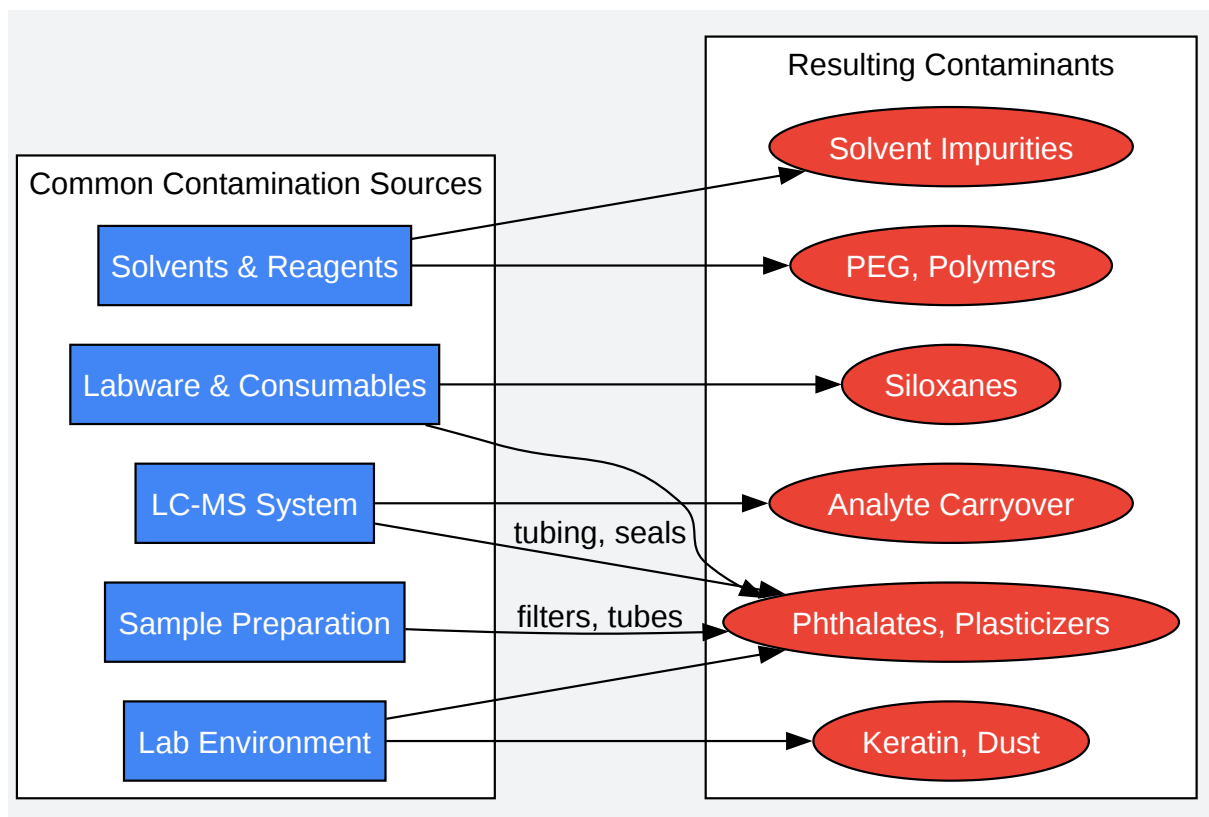 Common Contamination Sources
Solvents & Reagents
Labware & Consumables
LC-MS System
Sample Preparation
Lab Environment
tubing, seals
filters, tubes
Resulting Contaminants
Solvent Impurities
PEG, Polymers
Siloxanes
Analyte Carryover
Phthalates, Plasticizers
Keratin, Dust